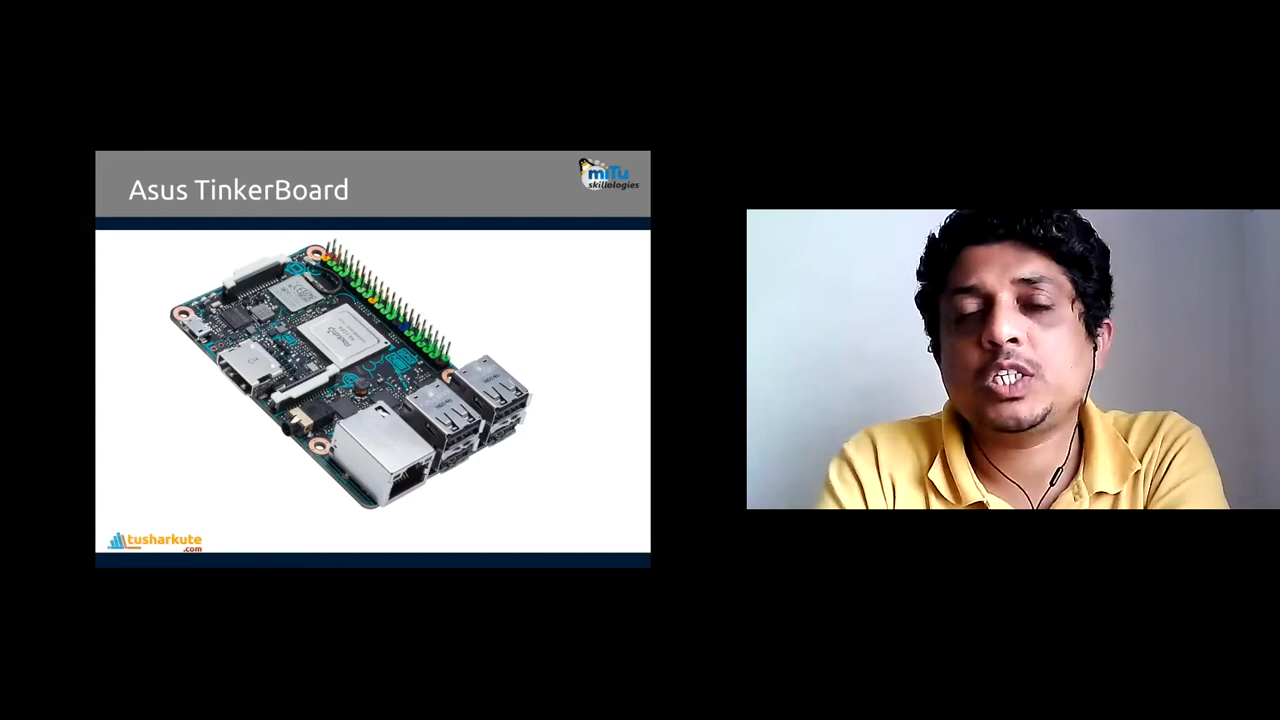 Asus TinkerBoard
miTu
skillologies
tusharkute
.com